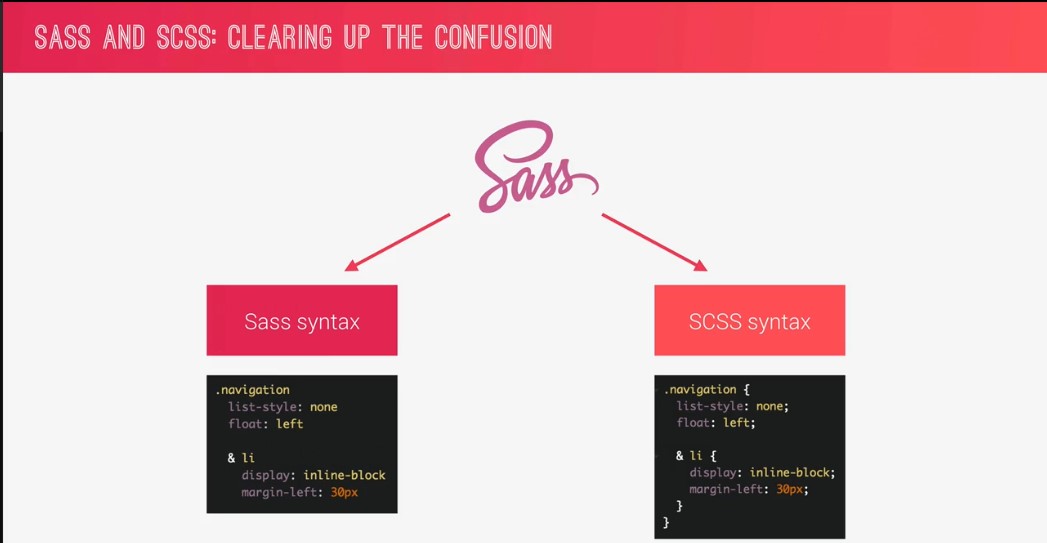 SASS AND SCSS: CLEARING UP THE CONFUSION
Sass
Sass syntax
.navigation
  list-style: none
  float: left

  & li
    display: inline-block
    margin-left: 30px
SCSS syntax
.navigation {
  list-style: none;
  float: left;

  & li {
    display: inline-block;
    margin-left: 30px;
  }
}